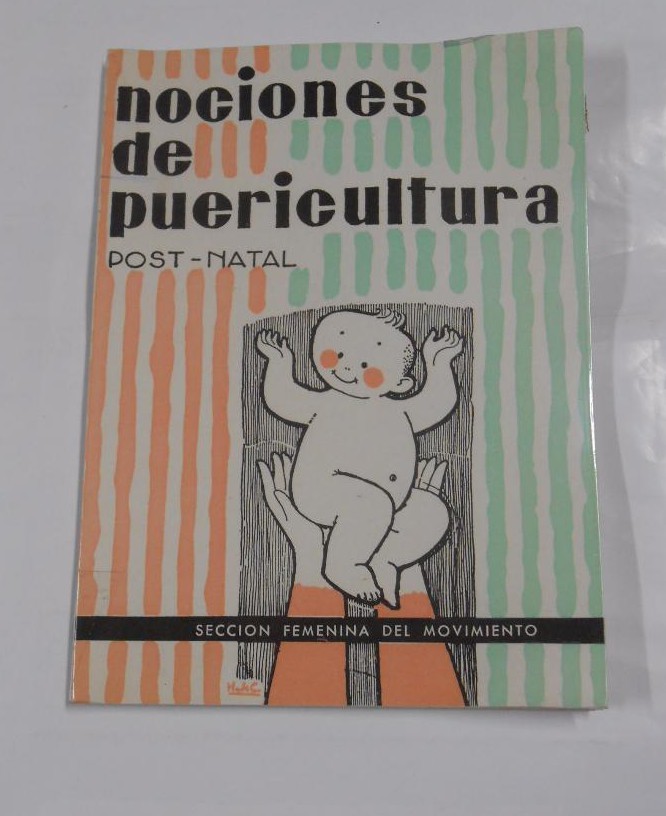 nociones
de
puericultura
POST-NATAL
SECCION FEMENINA DEL MOVIMIENTO